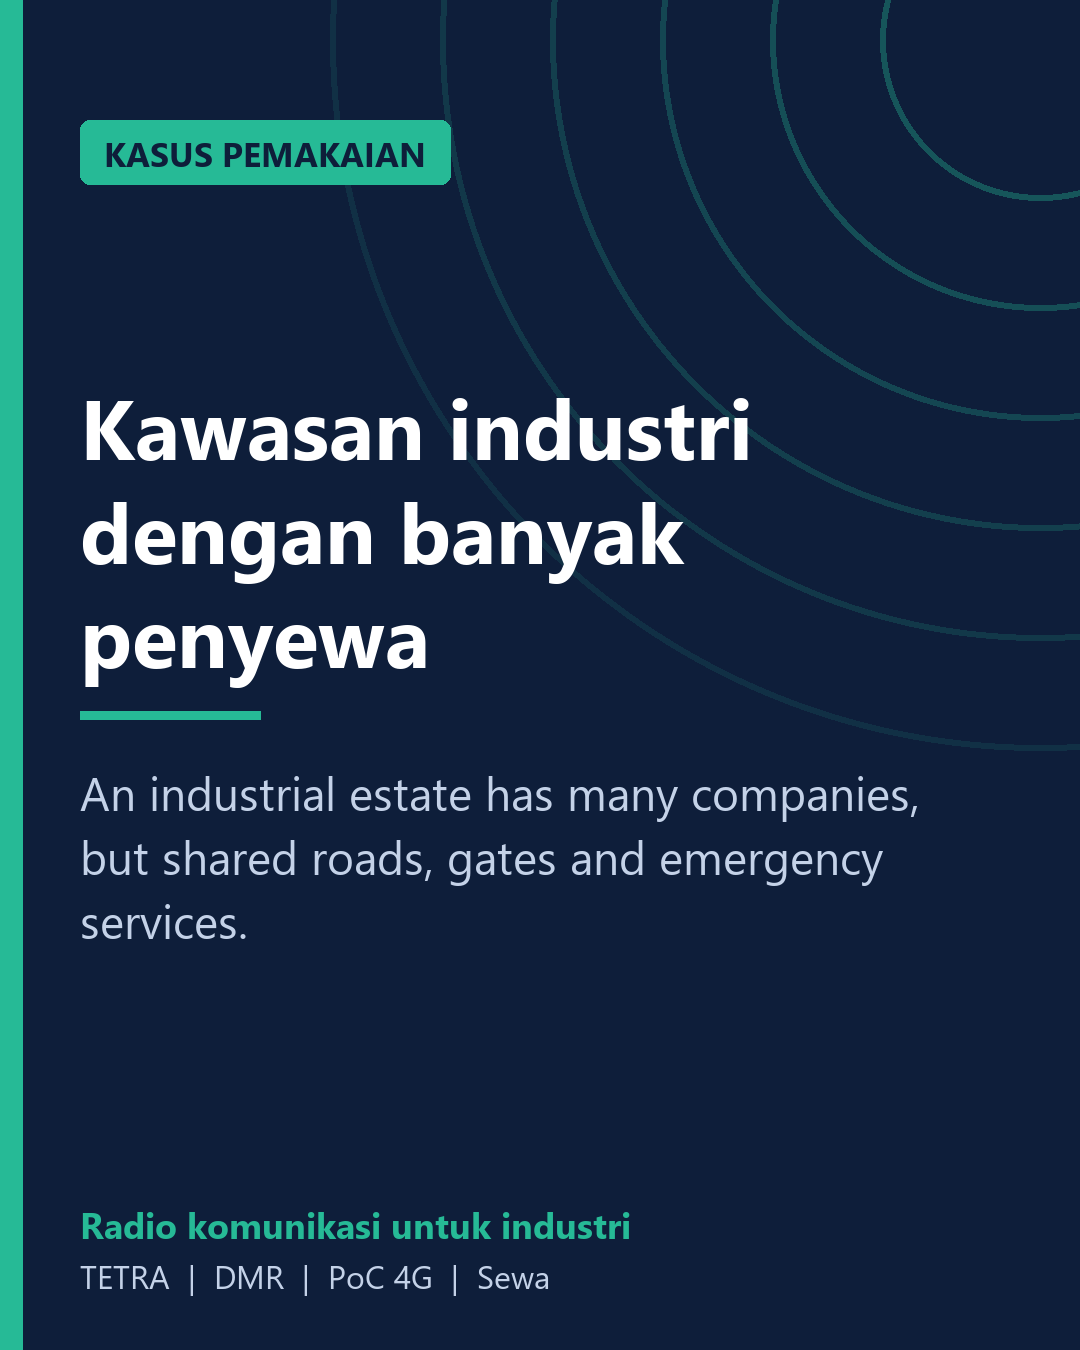 KASUS PEMAKAIAN
Kawasan industri
dengan banyak
penyewa
An industrial estate has many companies,
but shared roads, gates and emergency
services.
Radio komunikasi untuk industri
TETRA | DMR | PoC 4G | Sewa